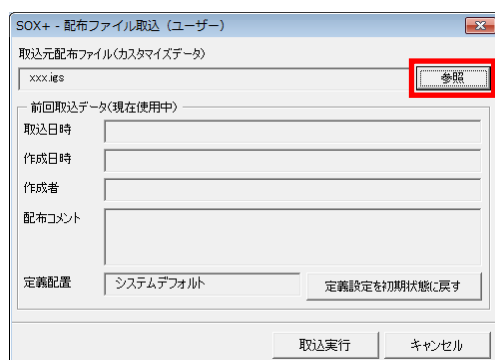 SOX+ - 配布ファイル取込（ユーザー）
取込元配布ファイル(カスタマイズデータ)
xxx.igs
参照
前回取込データ(現在使用中)
取込日時
作成日時
作成者
配布コメント
定義配置
システムデフォルト
定義設定を初期状態に戻す
取込実行
キャンセル